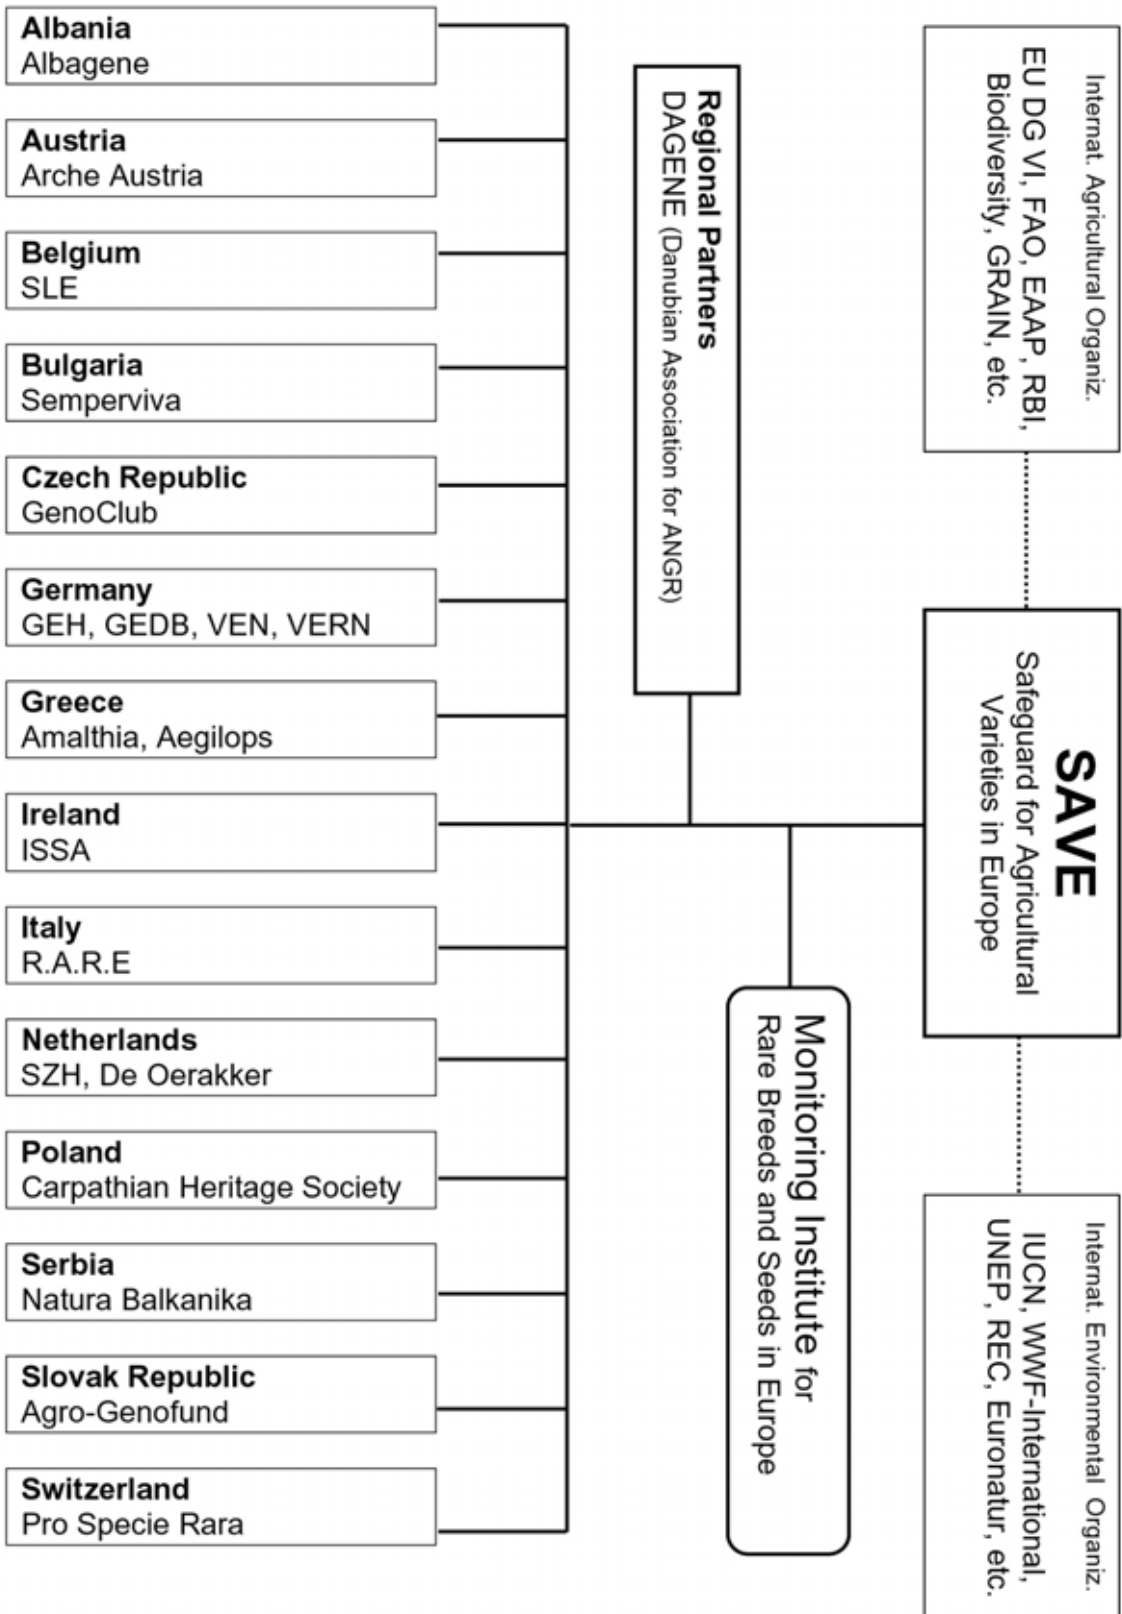 Albania
Albagene
Austria
Arche Austria
Belgium
SLE
Bulgaria
Semperviva
Czech Republic
GenoClub
Germany
GEH, GEDB, VEN, VERN
Greece
Amalthia, Aegilops
Ireland
ISSA
Italy
R.A.R.E
Netherlands
SZH, De Oerakker
Poland
Carpathian Heritage Society
Serbia
Natura Balkanika
Slovak Republic
Agro-Genofund
Switzerland
Pro Specie Rara
Regional Partners
DAGENE (Danubian Association for ANGR)
Monitoring Institute for
Rare Breeds and Seeds in Europe
Internat. Agricultural Organiz.
EU DG VI, FAO, EAAP, RBI,
Biodiversity, GRAIN, etc.
SAVE
Safeguard for Agricultural
Varieties in Europe
Internat. Environmental Organiz.
IUCN, WWF-International,
UNEP, REC, Euronatur, etc.